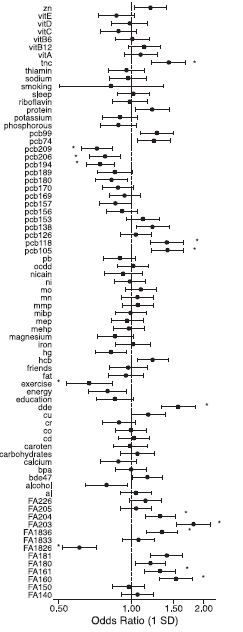 zn
vitE
vitD
vitC
vitB6
vitB12
vitA
tnc *
thiamin
sodium
smoking
sleep
riboflavin
protein
potassium
phosphorous
pcb99
pcb74
pcb209 *
pcb206 *
pcb194 *
pcb189
pcb180
pcb170
pcb169
pcb157
pcb156
pcb153
pcb138
pcb126
pcb118 *
pcb105 *
pb
ocdd
nicain
ni
mo
mn
mmp
mibp
mep
mehp
magnesium
iron
hg
hcb
friends
fat
exercise *
energy
education
dde *
cu
cr
co
cd
caroten
carbohydrates
calcium
bpa
bde47
alcohol
al
FA226
FA205
FA204 *
FA203 *
FA1836 *
FA1833
FA1826 *
FA181
FA180
FA161 *
FA160 *
FA150
FA140
0.50 1.00 1.50 2.00
Odds Ratio (1 SD)